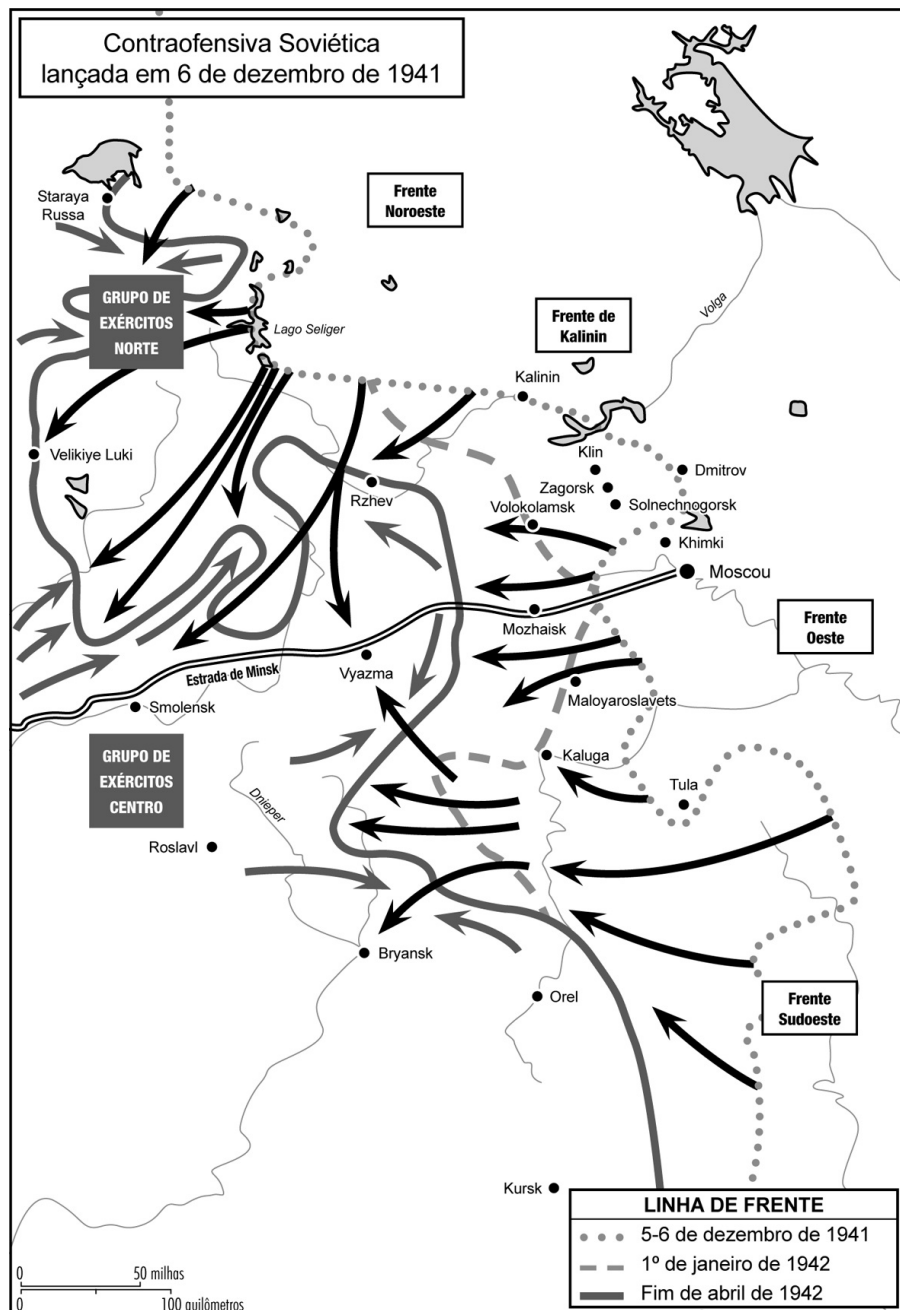 Contraofensiva Soviética
lançada em 6 de dezembro de 1941
Staraya
Russa
Frente
Noroeste
GRUPO DE
EXÉRCITOS
NORTE
Lago Seliger
Volga
Frente de
Kalinin
Kalinin
Velikiye Luki
Rzhev
Klin
Dmitrov
Zagorsk
Volokolamsk
Solnechnogorsk
Khimki
Moscou
Mozhaisk
Frente
Oeste
Estrada de Minsk
Vyazma
Maloyaroslavets
Smolensk
GRUPO DE
EXÉRCITOS
CENTRO
Kaluga
Tula
Dnieper
Roslavl
Bryansk
Orel
Frente
Sudoeste
Kursk
LINHA DE FRENTE
5-6 de dezembro de 1941
1º de janeiro de 1942
Fim de abril de 1942
0 50 milhas
0 100 quilômetros